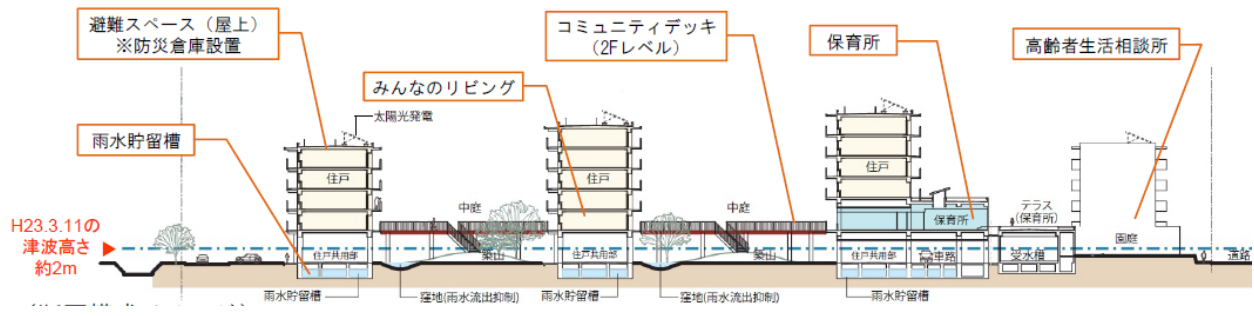 避難スペース（屋上）
※防災倉庫設置
コミュニティデッキ
（2Fレベル）
保育所
高齢者生活相談所
みんなのリビング
太陽光発電
雨水貯留槽
住戸
住戸
住戸
中庭
中庭
保育所
テラス
(保育所)
園庭
H23.3.11の
津波高さ
約2m
住戸共用部
築山
住戸共用部
築山
住戸共用部
車路
受水槽
道路
雨水貯留槽
窪地(雨水流出抑制)
雨水貯留槽
窪地(雨水流出抑制)
雨水貯留槽